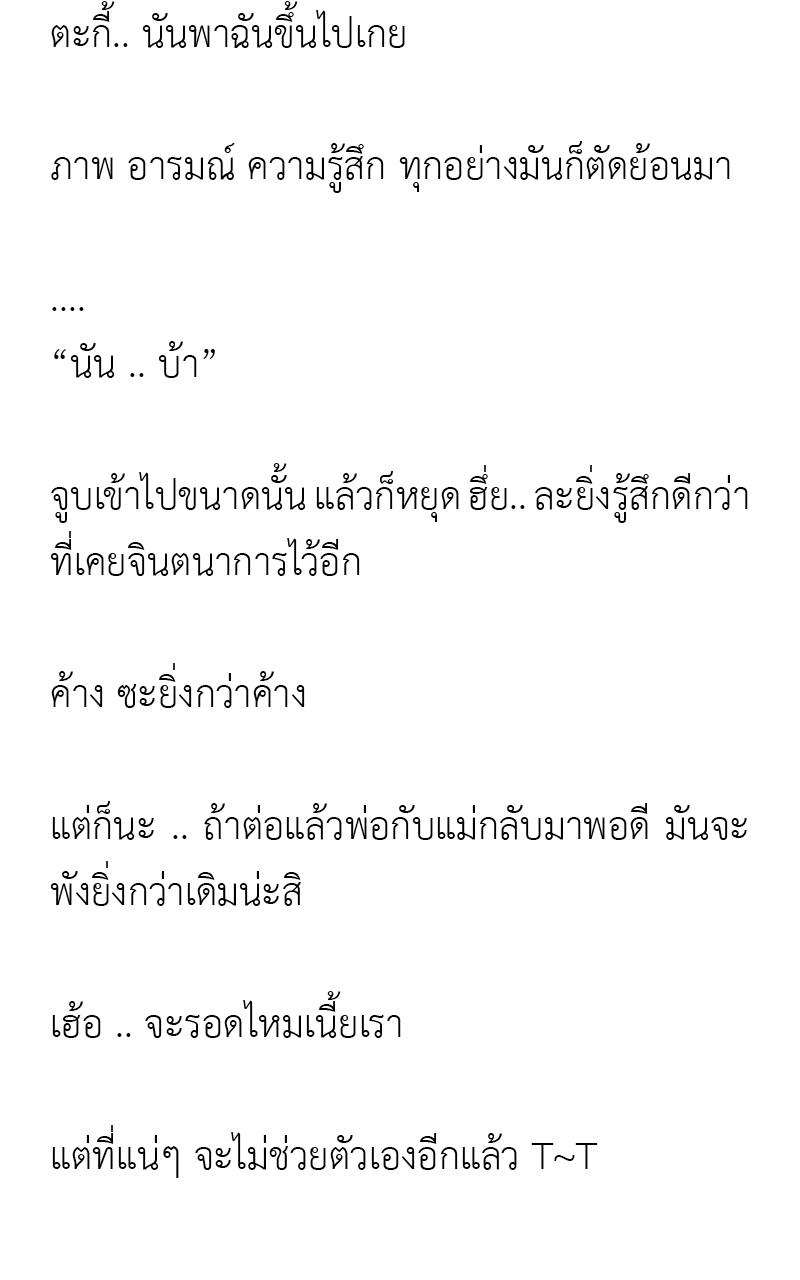 ตะกี้.. นันพาฉันขึ้นไปเกย
ภาพ อารมณ์ ความรู้สึก ทุกอย่างมันก็ตัดย้อนมา
....
“นัน .. บ้า”
จูบเข้าไปขนาดนั้น แล้วก็หยุด ฮึ่ย.. ละยิ่งรู้สึกดีกว่า
ที่เคยจินตนาการไว้อีก
ค้าง ซะยิ่งกว่าค้าง
แต่ก็นะ .. ถ้าต่อแล้วพ่อกับแม่กลับมาพอดี มันจะ
พังยิ่งกว่าเดิมน่ะสิ
เฮ้อ .. จะรอดไหมเนี้ยเรา
แต่ที่แน่ๆ จะไม่ช่วยตัวเองอีกแล้ว T~T